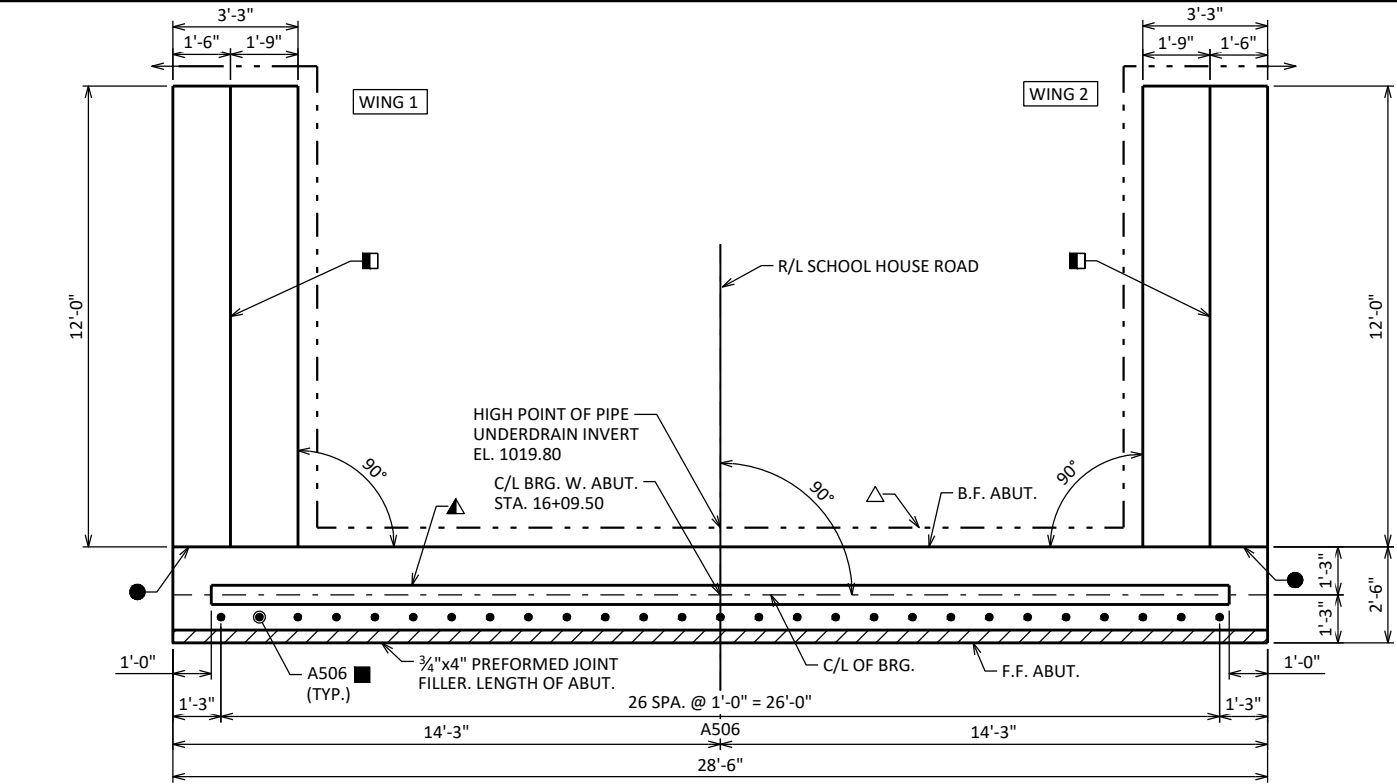 3'-3"
3'-3"
1'-6"
1'-9"
1'-9"
1'-6"
WING 1
WING 2
12'-0"
12'-0"
R/L SCHOOL HOUSE ROAD
HIGH POINT OF PIPE
UNDERDRAIN INVERT
EL. 1019.80
90°
90°
90°
C/L BRG. W. ABUT.
STA. 16+09.50
B.F. ABUT.
1'-3"
1'-3"
2'-6"
1'-0"
A506
(TYP.)
¾"x4" PREFORMED JOINT
FILLER. LENGTH OF ABUT.
C/L OF BRG.
F.F. ABUT.
1'-0"
1'-3"
26 SPA. @ 1'-0" = 26'-0"
1'-3"
14'-3"
A506
14'-3"
28'-6"